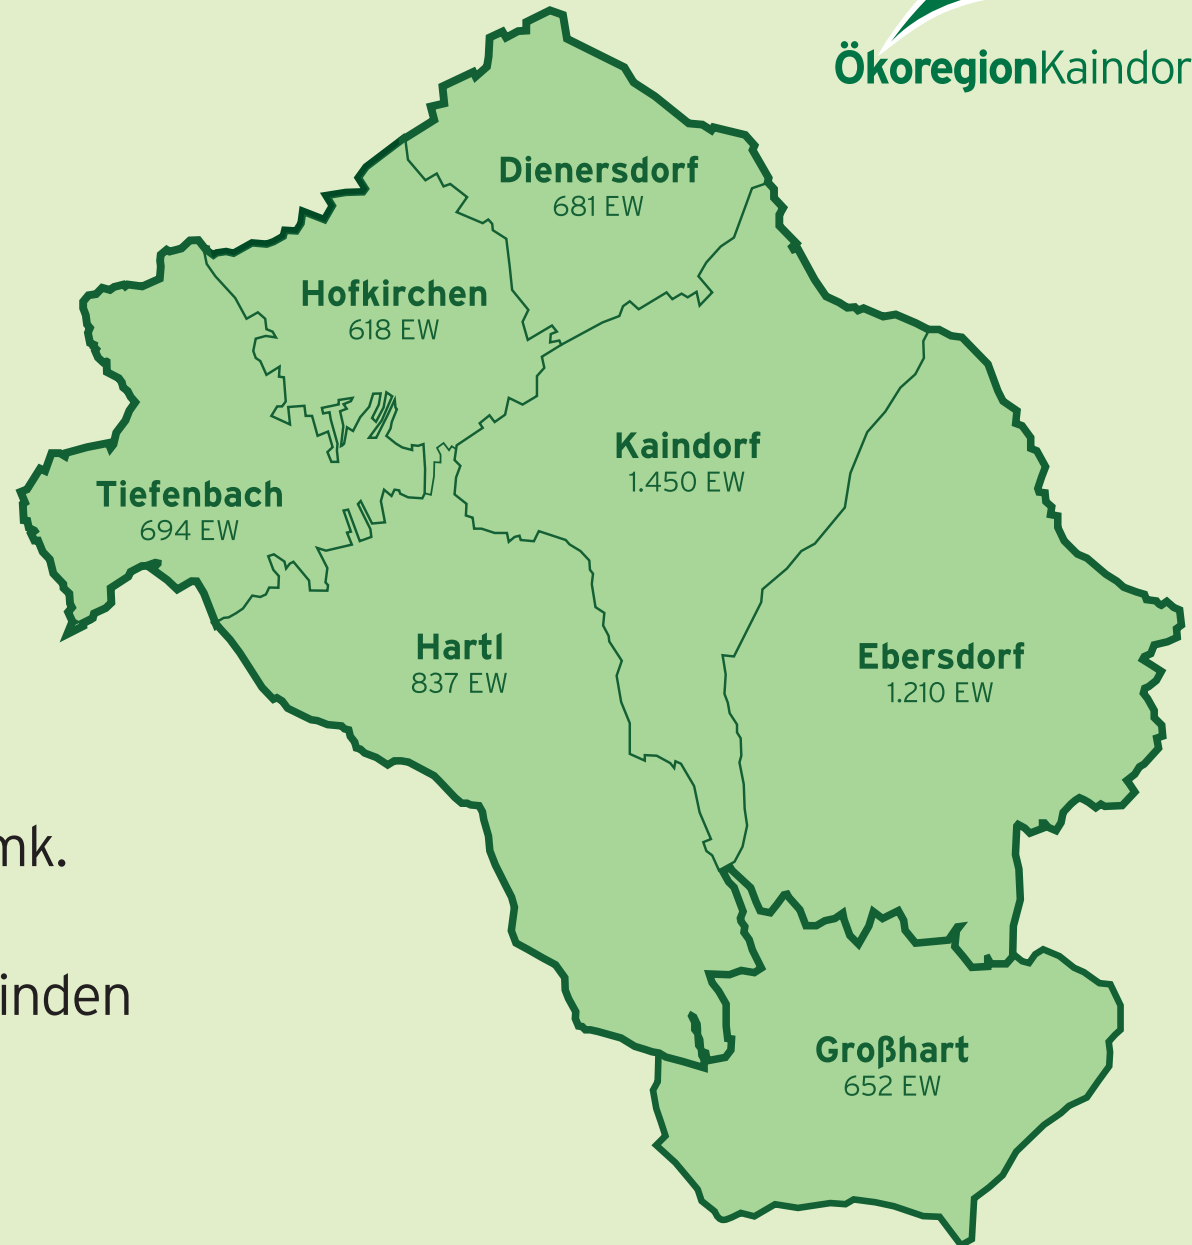 ÖkoregionKaindor
Dienersdorf
681 EW
Hofkirchen
618 EW
Kaindorf
1.450 EW
Tiefenbach
694 EW
Hartl
837 EW
Ebersdorf
1.210 EW
mk.
inden
Großhart
652 EW